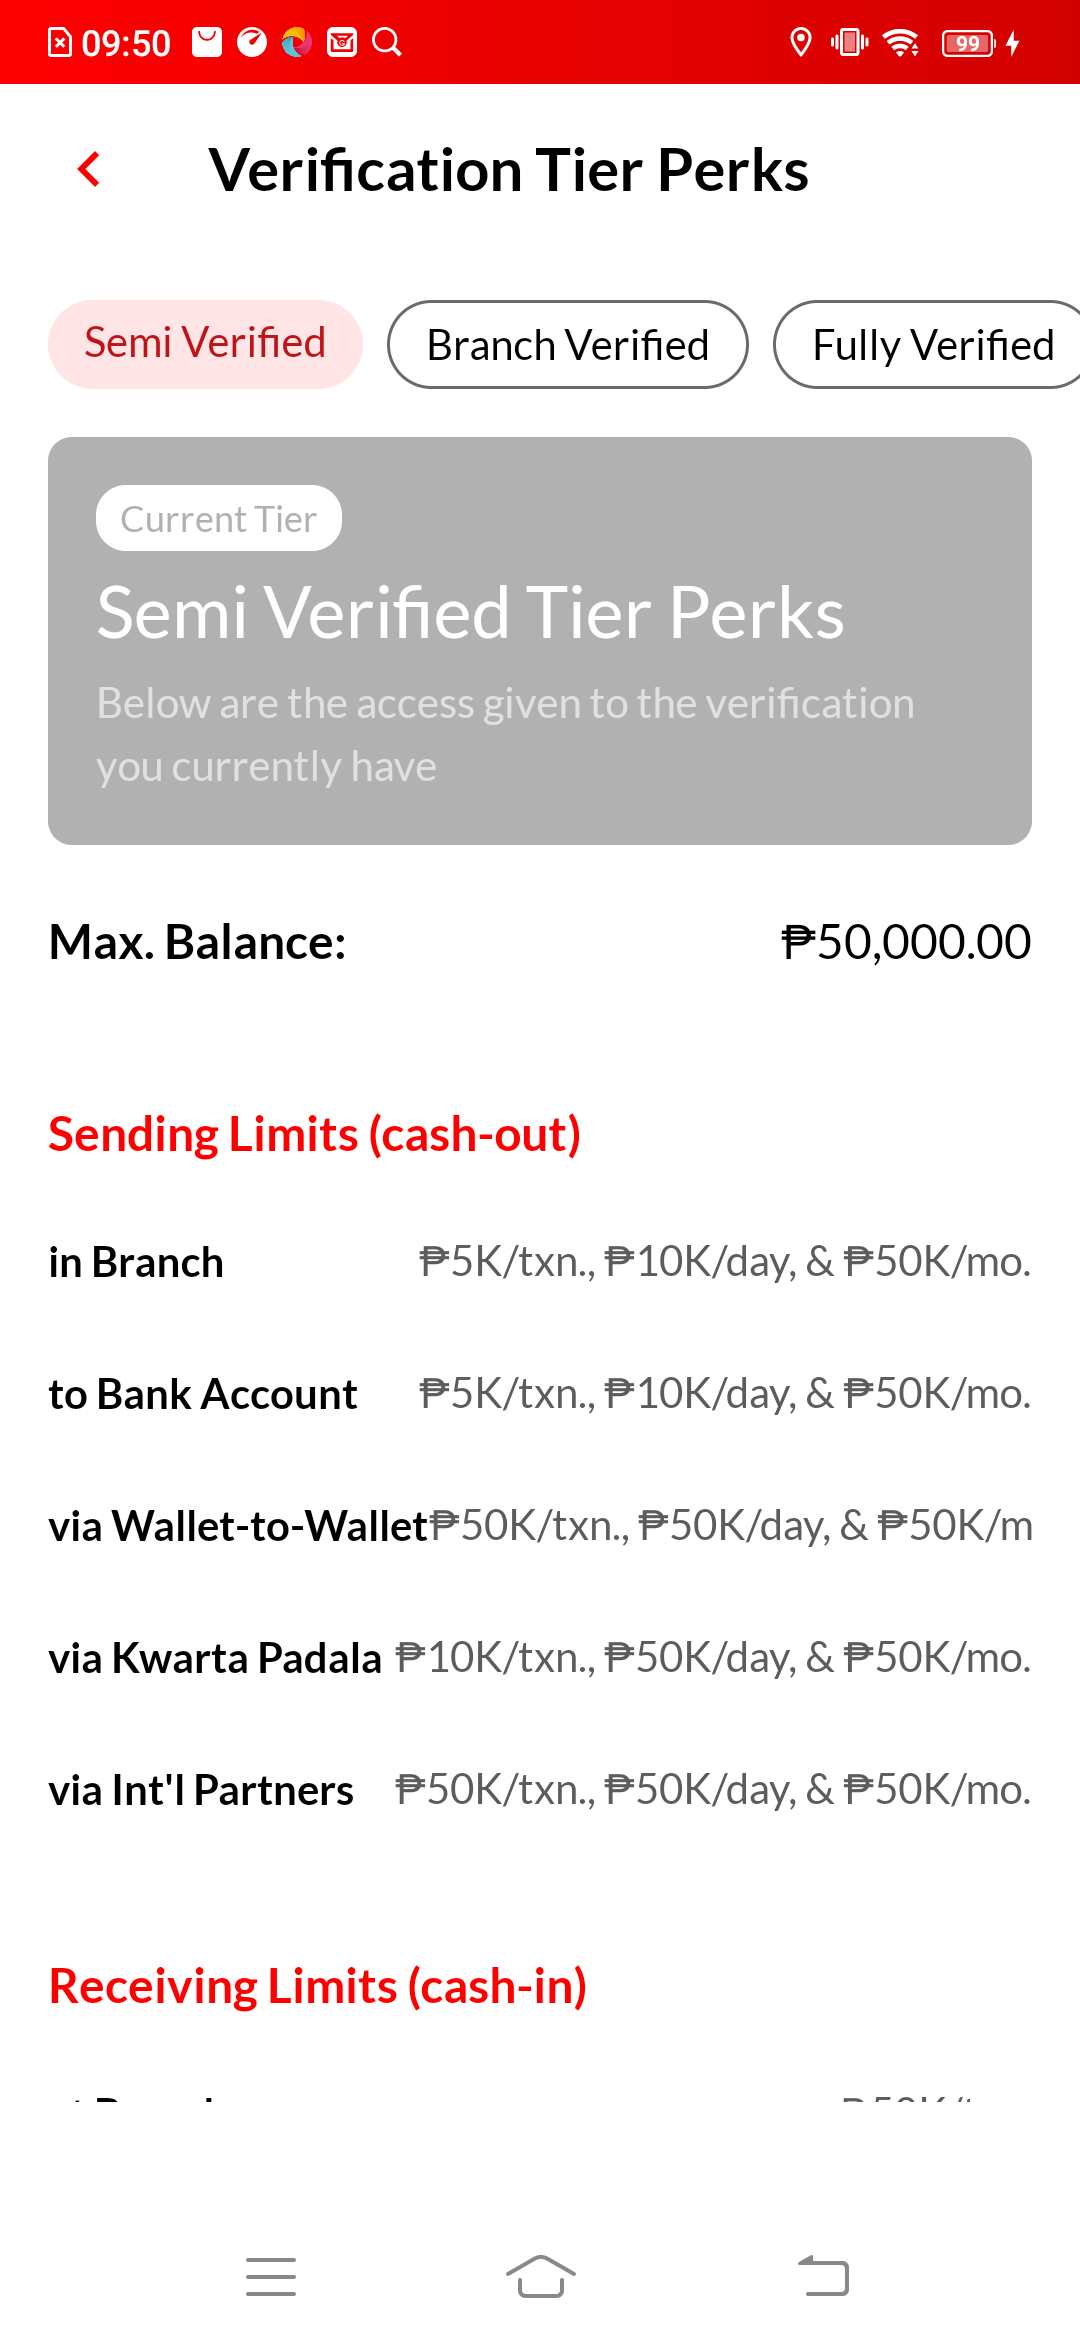 09:50
99
Verification Tier Perks
Semi Verified
Branch Verified
Fully Verified
Current Tier
Semi Verified Tier Perks
Below are the access given to the verification
you currently have
Max. Balance: ₱50,000.00
Sending Limits (cash-out)
in Branch ₱5K/txn., ₱10K/day, & ₱50K/mo.
to Bank Account ₱5K/txn., ₱10K/day, & ₱50K/mo.
via Wallet-to-Wallet ₱50K/txn., ₱50K/day, & ₱50K/m
via Kwarta Padala ₱10K/txn., ₱50K/day, & ₱50K/mo.
via Int'l Partners ₱50K/txn., ₱50K/day, & ₱50K/mo.
Receiving Limits (cash-in)